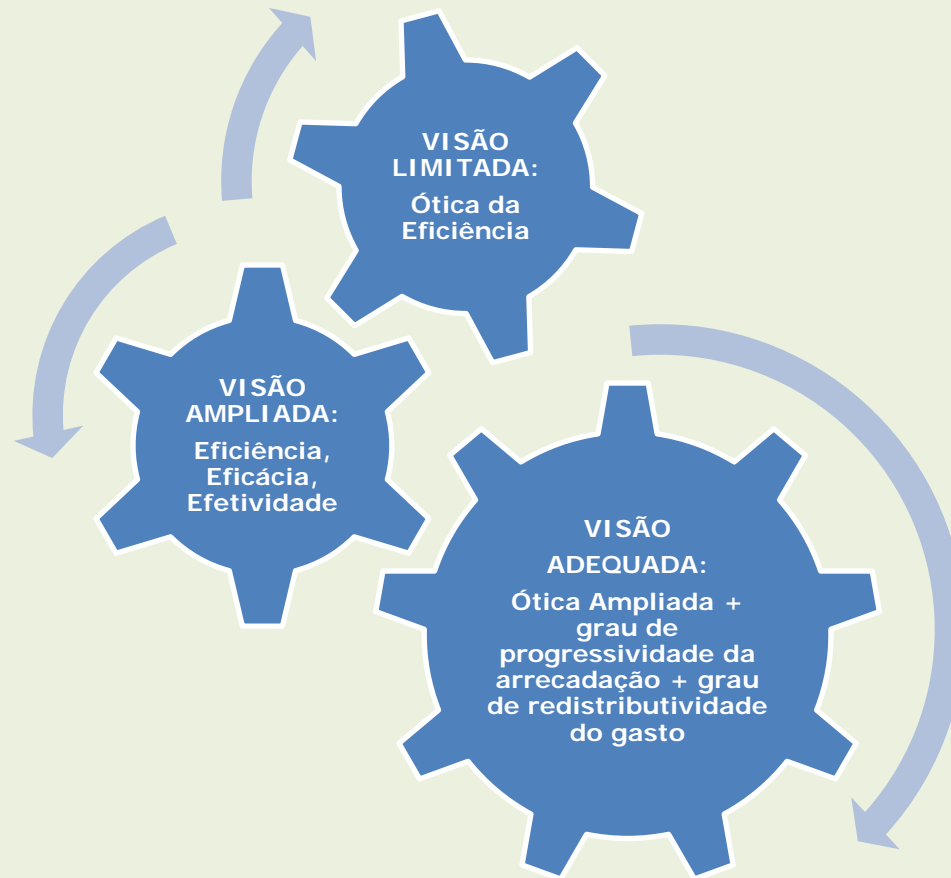 VISÃO
LIMITADA:
Ótica da
Eficiência
VISÃO
AMPLIADA:
Eficiência,
Eficácia,
Efetividade
VISÃO
ADEQUADA:
Ótica Ampliada +
grau de
progressividade da
arrecadação + grau
de redistributividade
do gasto